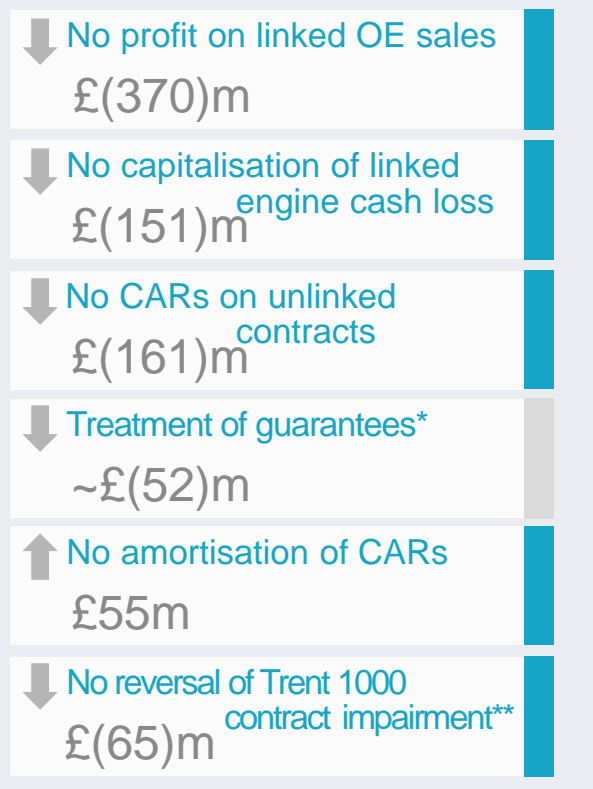 No profit on linked OE sales
£(370)m
No capitalisation of linked
engine cash loss
£(151)m
No CARs on unlinked
contracts
£(161)m
Treatment of guarantees*
~£(52)m
No amortisation of CARs
£55m
No reversal of Trent 1000
contract impairment**
£(65)m